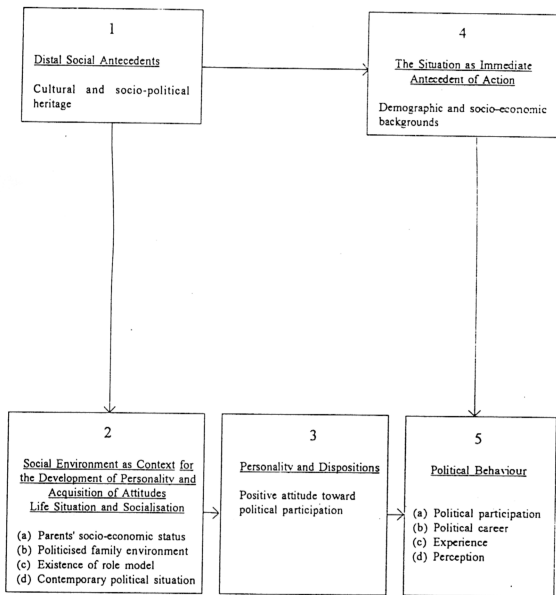 1
Distal Social Antecedents
Cultural and socio-political
heritage
4
The Situation as Immediate
Antecedent of Action
Demographic and socio-economic
backgrounds
2
Social Environment as Context for
the Development of Personality and
Acquisition of Attitudes
Life Situation and Socialisation
(a) Parents' socio-economic status
(b) Politicised family environment
(c) Existence of role model
(d) Contemporary political situation
3
Personality and Dispositions
Positive attitude toward
political participation
5
Political Behaviour
(a) Political participation
(b) Political career
(c) Experience
(d) Perception